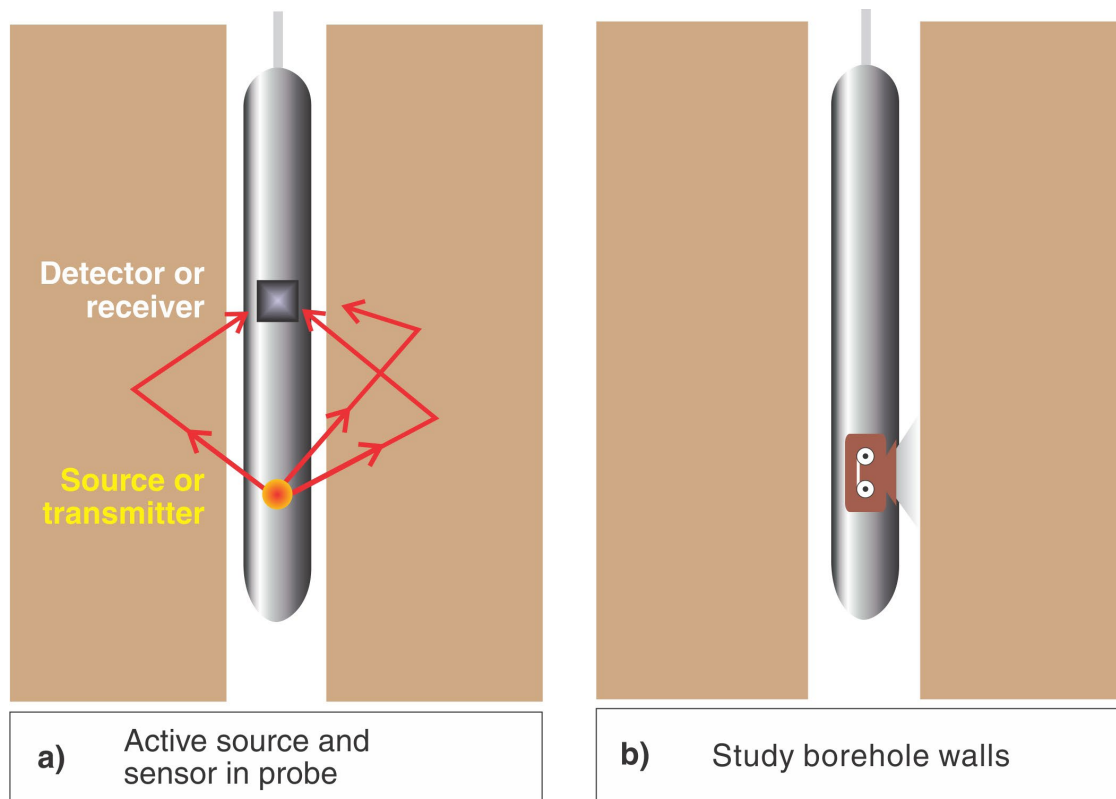 Detector or
receiver
Source or
transmitter
a) Active source and
sensor in probe
b) Study borehole walls